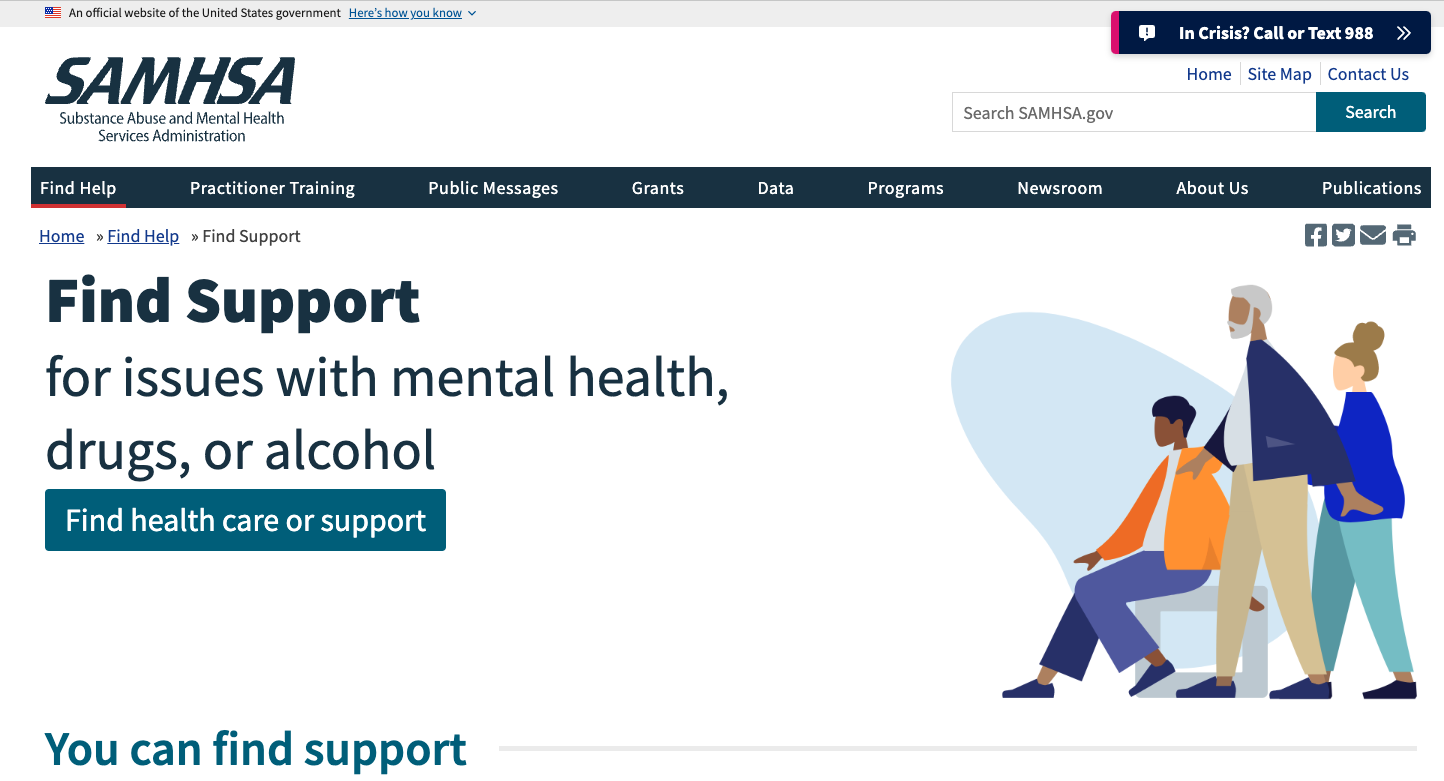 An official website of the United States government Here's how you know
In Crisis? Call or Text 988
SAMHSA
Substance Abuse and Mental Health
Services Administration
Home Site Map Contact Us
Search SAMHSA.gov Search
Find Help Practitioner Training Public Messages Grants Data Programs Newsroom About Us Publications
Home » Find Help » Find Support
Find Support
for issues with mental health,
drugs, or alcohol
Find health care or support
You can find support